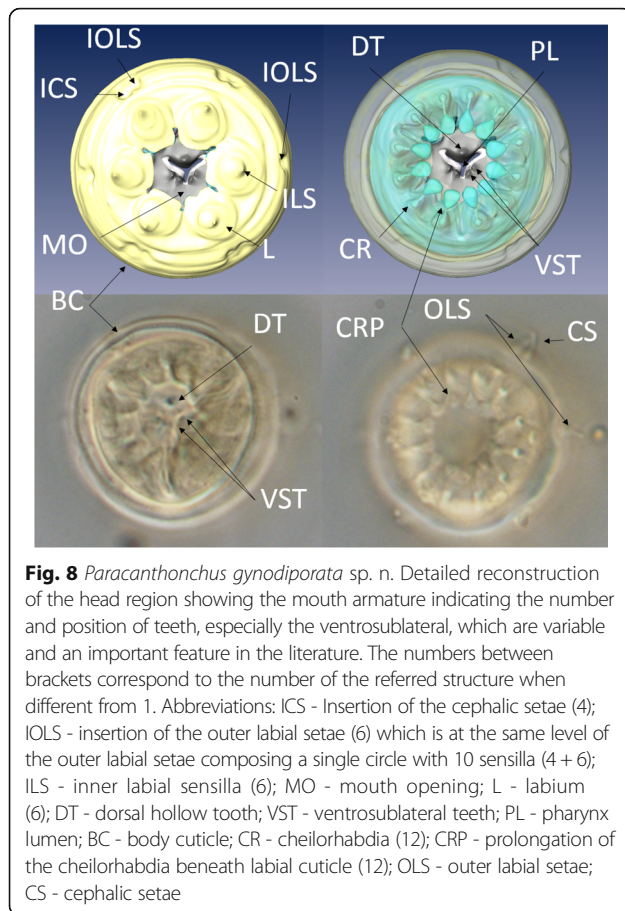 IOLS
ICS
IOLS
ILS
MO
L
BC
DT
VST
DT
PL
CR
VST
CRP
OLS
CS
Fig. 8 Paracanthonchus gynodiporata sp. n. Detailed reconstruction
of the head region showing the mouth armature indicating the number
and position of teeth, especially the ventrosublateral, which are variable
and an important feature in the literature. The numbers between
brackets correspond to the number of the referred structure when
different from 1. Abbreviations: ICS - Insertion of the cephalic setae (4);
IOLS - insertion of the outer labial setae (6) which is at the same level of
the outer labial setae composing a single circle with 10 sensilla (4 + 6);
ILS - inner labial sensilla (6); MO - mouth opening; L - labium
(6); DT - dorsal hollow tooth; VST - ventrosublateral teeth; PL - pharynx
lumen; BC - body cuticle; CR - cheilorhabdia (12); CRP - prolongation of
the cheilorhabdia beneath labial cuticle (12); OLS - outer labial setae;
CS - cephalic setae